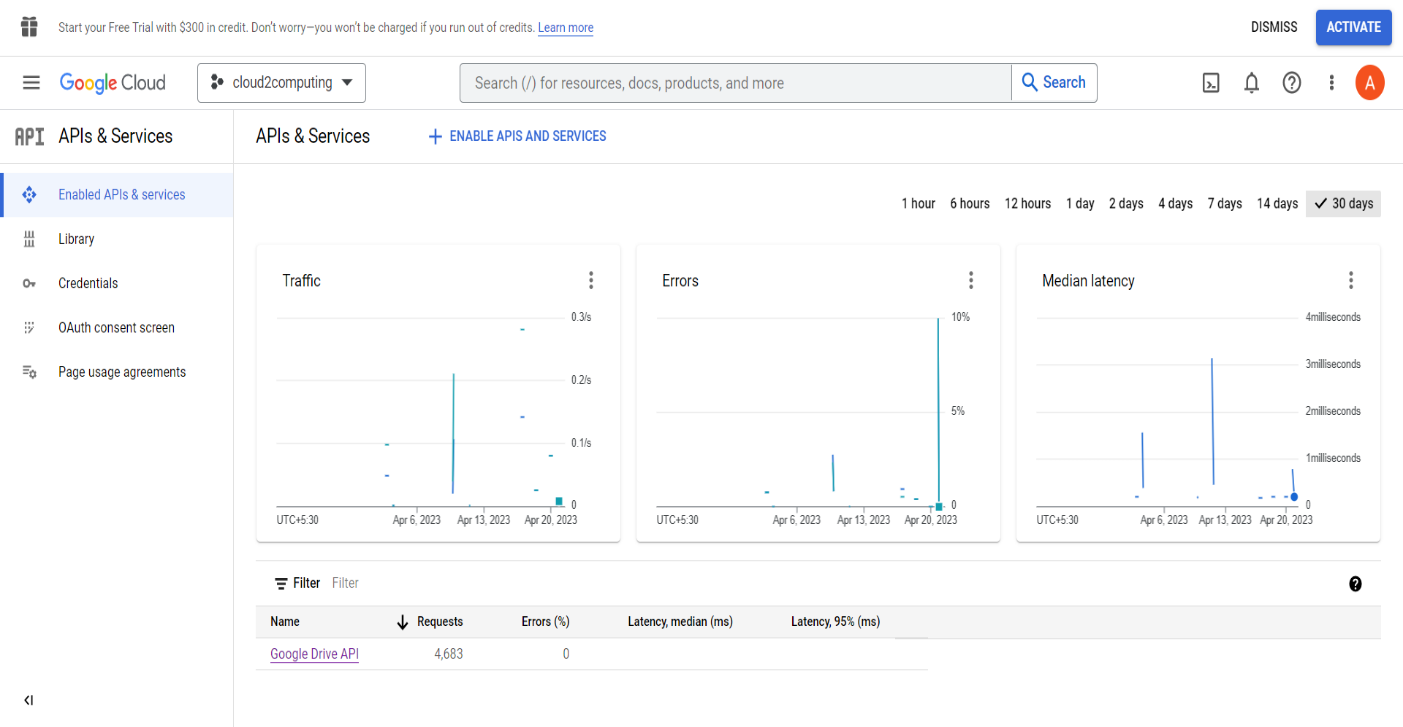 Start your Free Trial with $300 in credit. Don't worry—you won't be charged if you run out of credits. Learn more
DISMISS
ACTIVATE
Google Cloud
cloud2computing
Search (/) for resources, docs, products, and more
Search
A
API
APIs & Services
APIs & Services
ENABLE APIS AND SERVICES
Enabled APIs & services
Library
Credentials
OAuth consent screen
Page usage agreements
1 hour 6 hours 12 hours 1 day 2 days 4 days 7 days 14 days 30 days
Traffic
0.3/s
0.2/s
0.1/s
0
UTC+5:30 Apr 6, 2023 Apr 13, 2023 Apr 20, 2023
Errors
10%
5%
0
UTC+5:30 Apr 6, 2023 Apr 13, 2023 Apr 20, 2023
Median latency
4milliseconds
3milliseconds
2milliseconds
1milliseconds
0
UTC+5:30 Apr 6, 2023 Apr 13, 2023 Apr 20, 2023
Filter Filter
Name Requests Errors (%) Latency, median (ms) Latency, 95% (ms)
Google Drive API 4,683 0